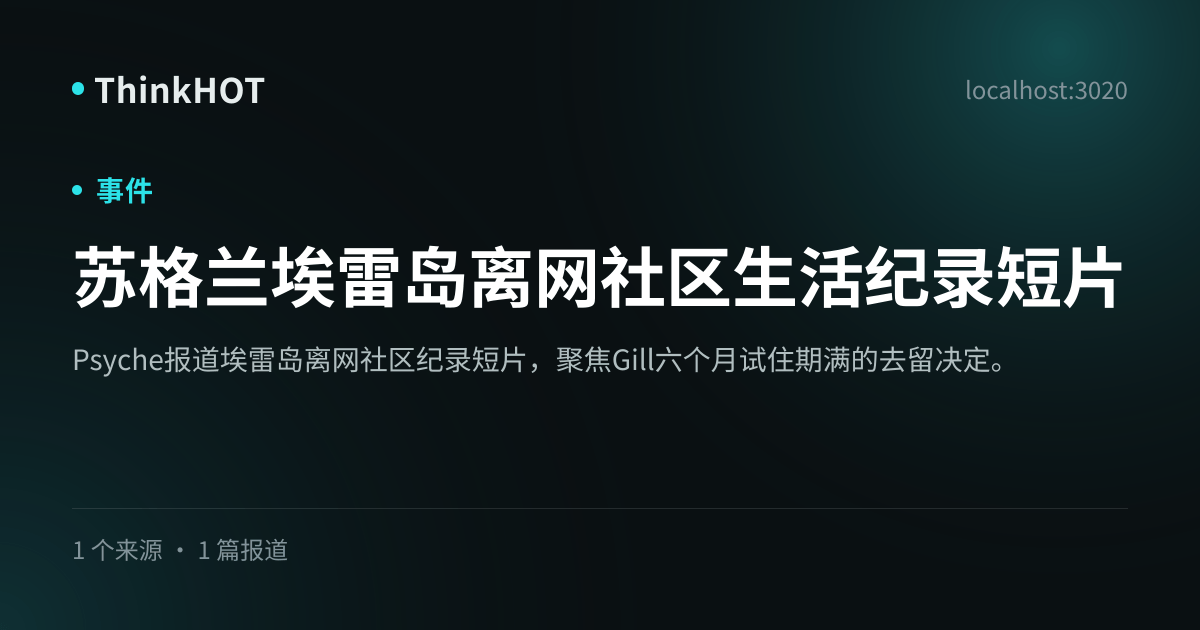 ThinkHOT
localhost:3020
事件
苏格兰埃雷岛离网社区生活纪录短片
Psyche报道埃雷岛离网社区纪录短片，聚焦Gill六个月试住期满的去留决定。
1 个来源 · 1 篇报道